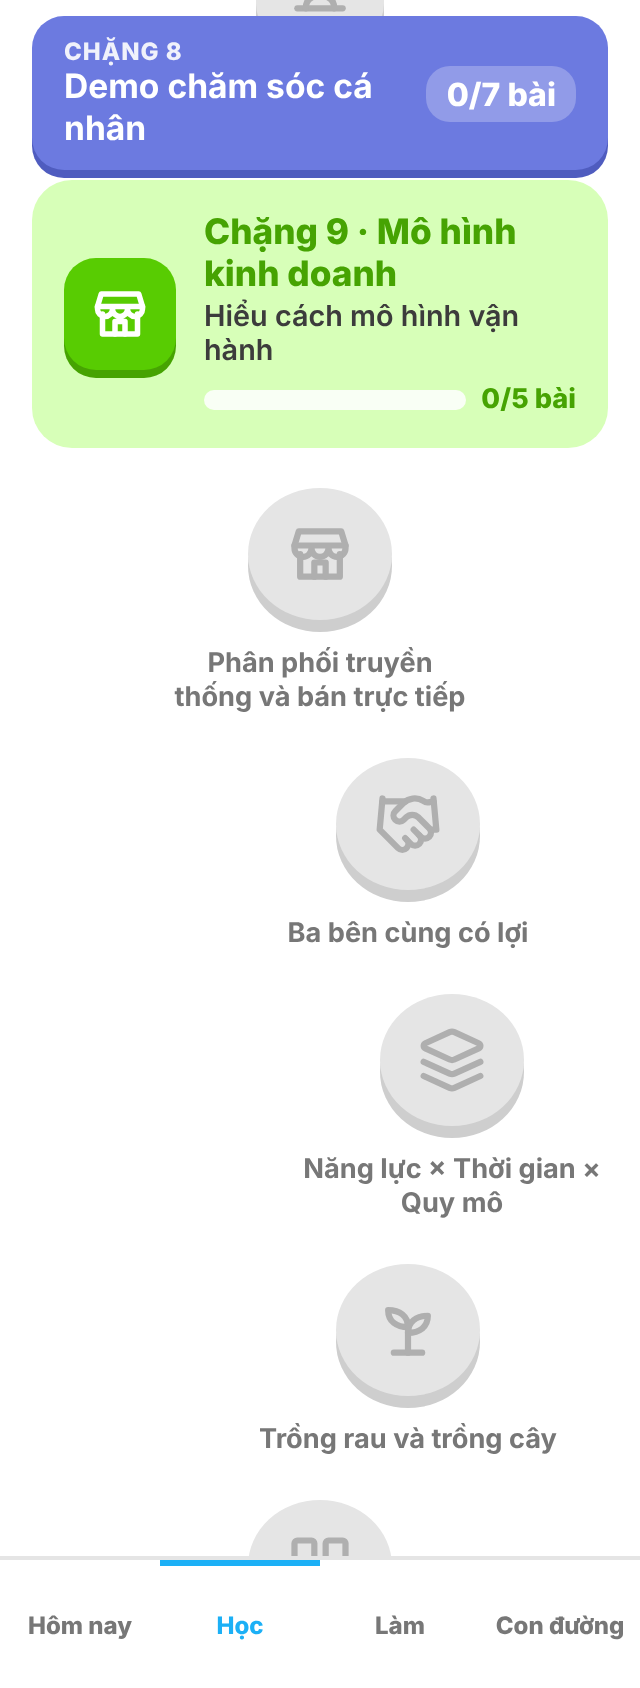 CHẶNG 8
Demo chăm sóc cá
nhân
0/7 bài
Chặng 9 · Mô hình
kinh doanh
Hiểu cách mô hình vận
hành
0/5 bài
Phân phối truyền
thống và bán trực tiếp
Ba bên cùng có lợi
Năng lực × Thời gian ×
Quy mô
Trồng rau và trồng cây
Hôm nay
Học
Làm
Con đường